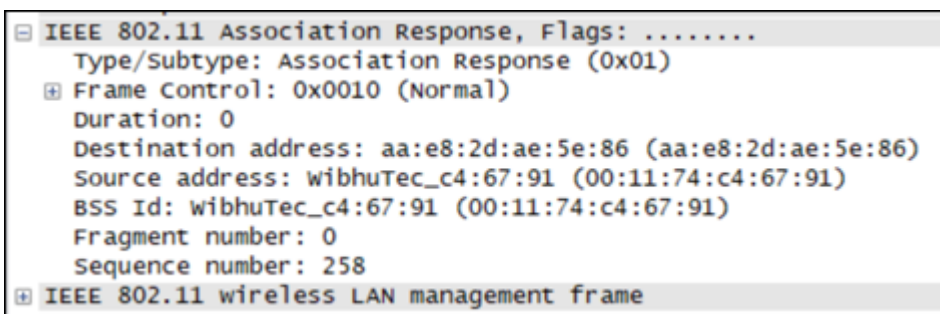 IEEE 802.11 Association Response, Flags: ........
Type/Subtype: Association Response (0x01)
Frame Control: 0x0010 (Normal)
Duration: 0
Destination address: aa:e8:2d:ae:5e:86 (aa:e8:2d:ae:5e:86)
Source address: WibhuTec_c4:67:91 (00:11:74:c4:67:91)
BSS Id: WibhuTec_c4:67:91 (00:11:74:c4:67:91)
Fragment number: 0
Sequence number: 258
IEEE 802.11 wireless LAN management frame